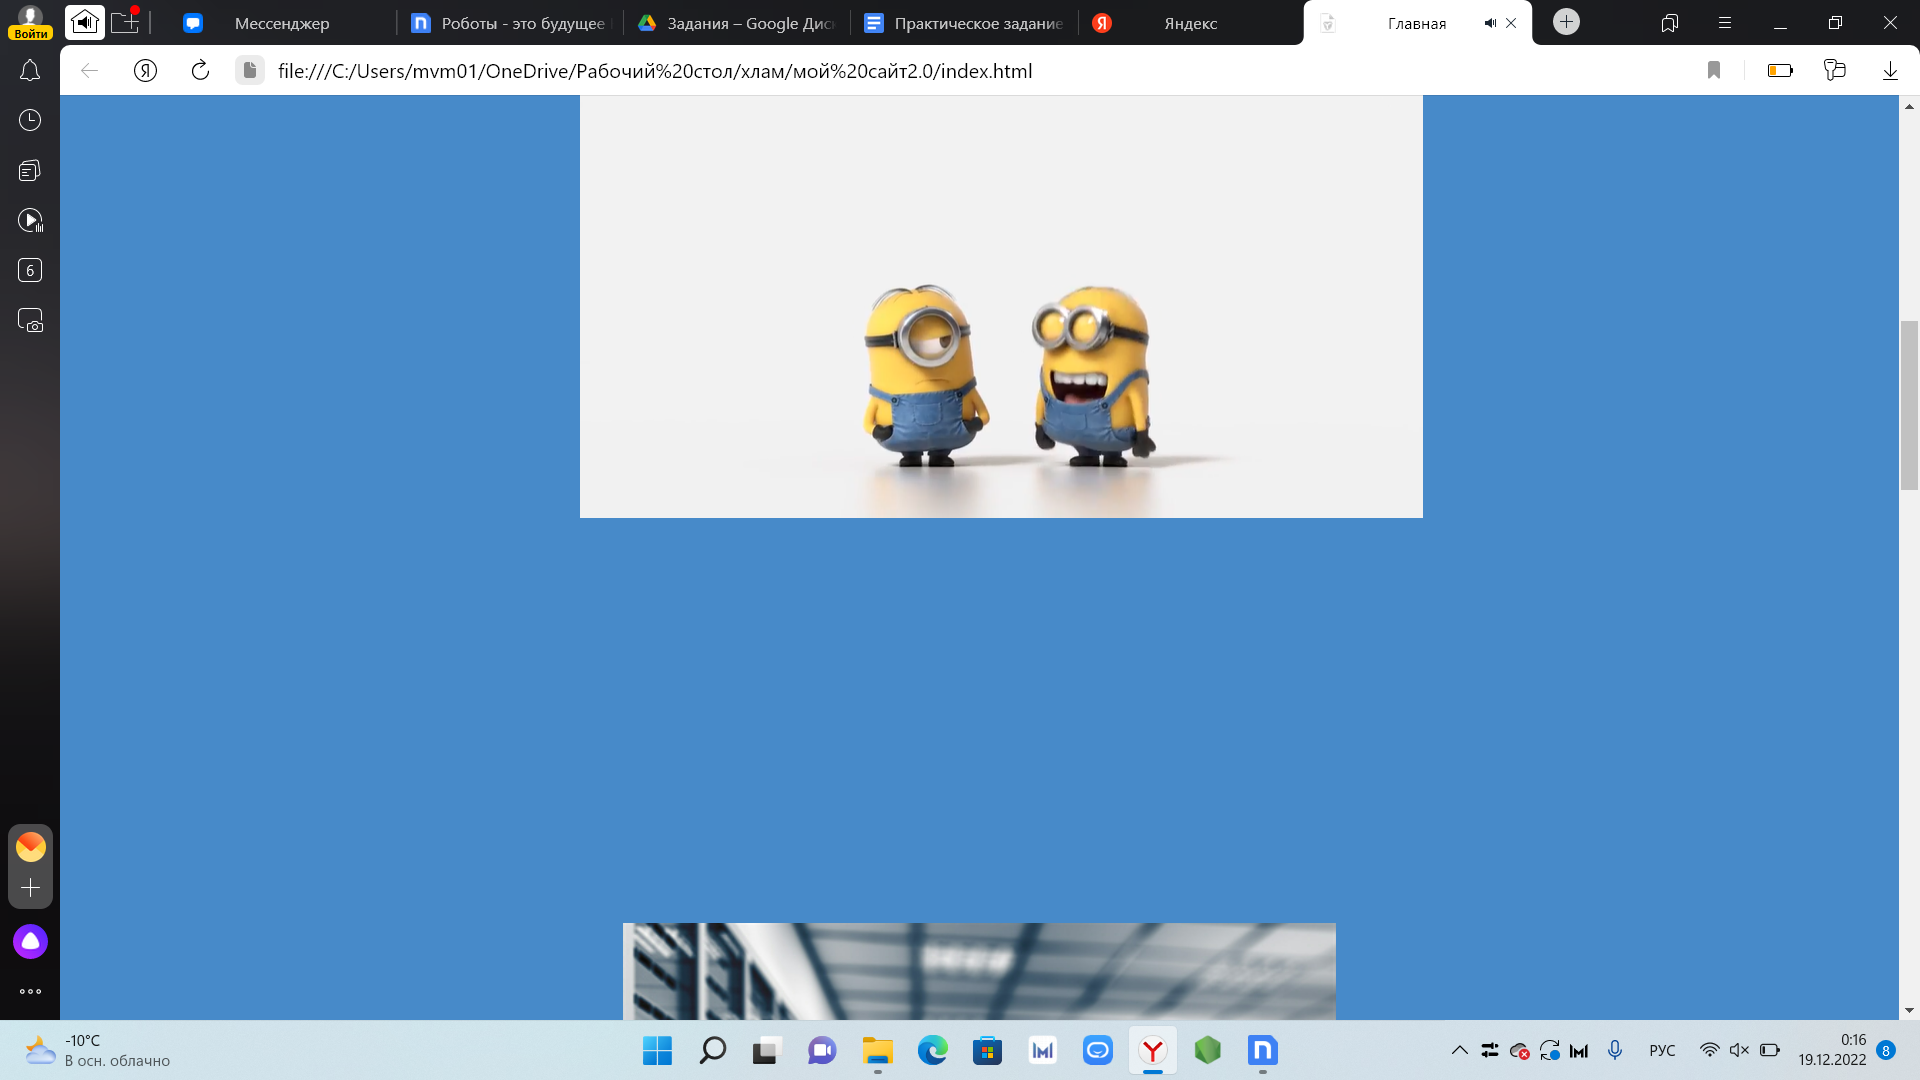 Войти
Мессенджер
Роботы - это будущее
Задания – Google Дис
Практическое задание
Яндекс
Главная
file:///C:/Users/mvm01/OneDrive/Рабочий%20стол/хлам/мой%20сайт2.0/index.html
6
-10°C
В осн. облачно
РУС
0:16
19.12.2022
8